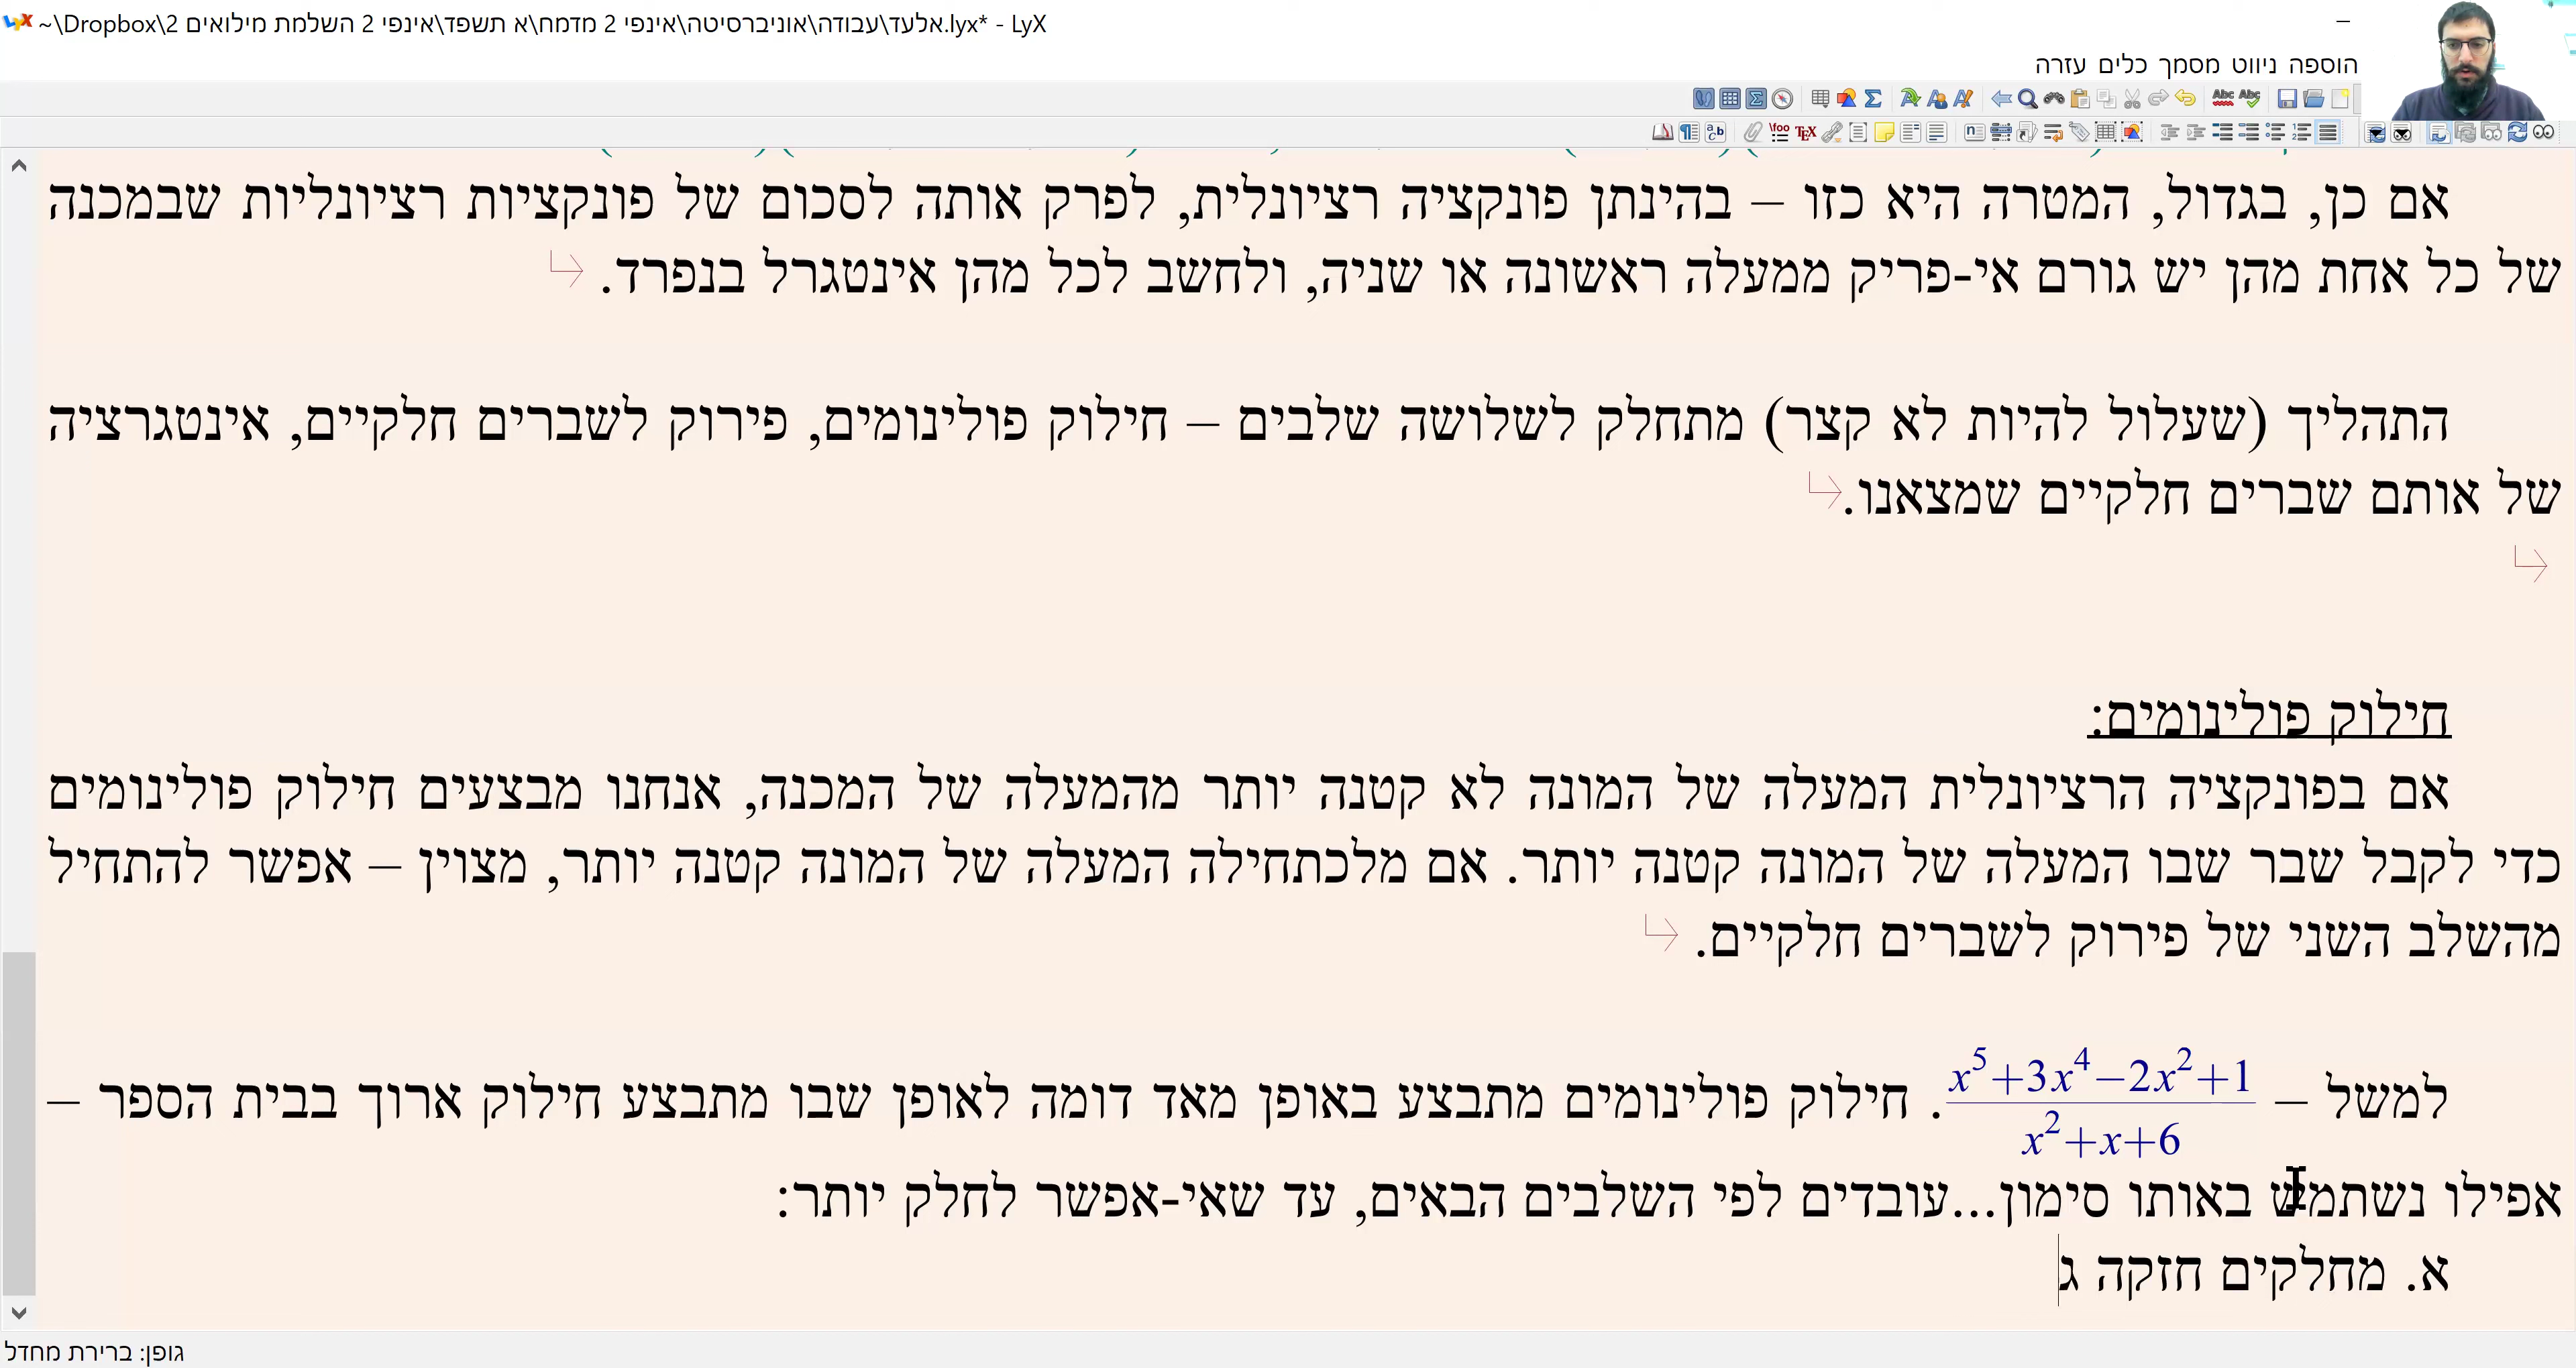 ~\Dropbox\2 אלעד\עבודה\אוניברסיטה\אינפי 2 מדמח\א תשפד\אינפי 2 השלמת מילואים.lyx* - LyX
הוספה ניווט מסמך כלים עזרה
אם כן, בגדול, המטרה היא כזו – בהינתן פונקציה רציונלית, לפרק אותה לסכום של פונקציות רציונליות שבמכנה
של כל אחת מהן יש גורם אי-פריק ממעלה ראשונה או שניה, ולחשב לכל מהן אינטגרל בנפרד.
התהליך (שעלול להיות לא קצר) מתחלק לשלושה שלבים – חילוק פולינומים, פירוק לשברים חלקיים, אינטגרציה
של אותם שברים חלקיים שמצאנו.
חילוק פולינומים:
אם בפונקציה הרציונלית המעלה של המונה לא קטנה יותר מהמעלה של המכנה, אנחנו מבצעים חילוק פולינומים
כדי לקבל שבר שבו המעלה של המונה קטנה יותר. אם מלכתחילה המעלה של המונה קטנה יותר, מצוין – אפשר להתחיל
מהשלב השני של פירוק לשברים חלקיים.
למשל – \frac{x^5+3x^4-2x^2+1}{x^2+x+6}. חילוק פולינומים מתבצע באופן מאד דומה לאופן שבו מתבצע חילוק ארוך בבית הספר –
אפילו נשתמש באותו סימון...עובדים לפי השלבים הבאים, עד שאי-אפשר לחלק יותר:
א. מחלקים חזקה ג
גופן: ברירת מחדל